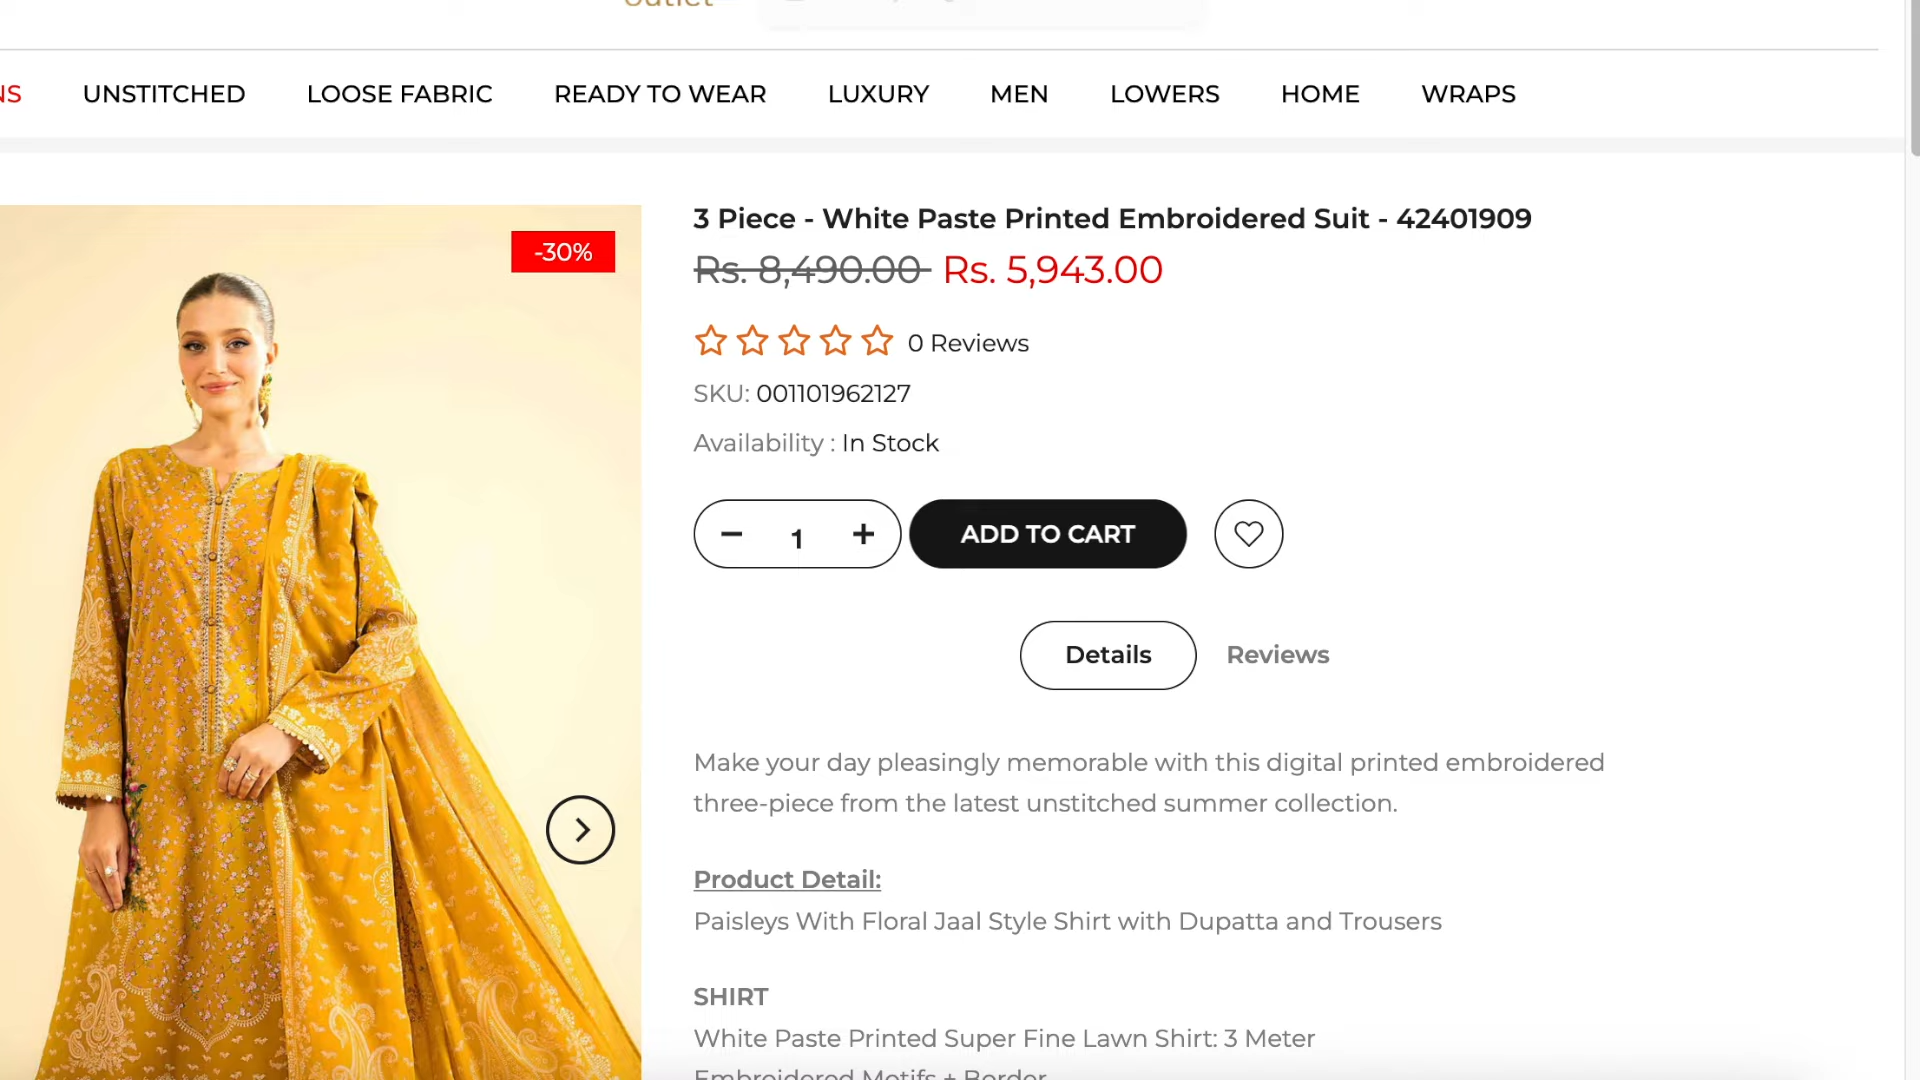 UNSTITCHED LOOSE FABRIC READY TO WEAR LUXURY MEN LOWERS HOME WRAPS
-30%
3 Piece - White Paste Printed Embroidered Suit - 42401909
Rs. 8,490.00 Rs. 5,943.00
0 Reviews
SKU: 001101962127
Availability : In Stock
1
ADD TO CART
Details Reviews
Make your day pleasingly memorable with this digital printed embroidered
three-piece from the latest unstitched summer collection.
Product Detail:
Paisleys With Floral Jaal Style Shirt with Dupatta and Trousers
SHIRT
White Paste Printed Super Fine Lawn Shirt: 3 Meter
Embroidered Motifs + Border